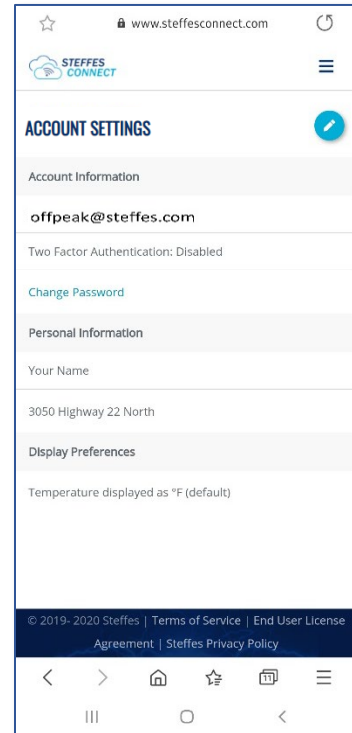 www.steffesconnect.com
STEFFES
CONNECT
ACCOUNT SETTINGS
Account Information
offpeak@steffes.com
Two Factor Authentication: Disabled
Change Password
Personal Information
Your Name
3050 Highway 22 North
Display Preferences
Temperature displayed as °F (default)
© 2019- 2020 Steffes | Terms of Service | End User License
Agreement | Steffes Privacy Policy
11